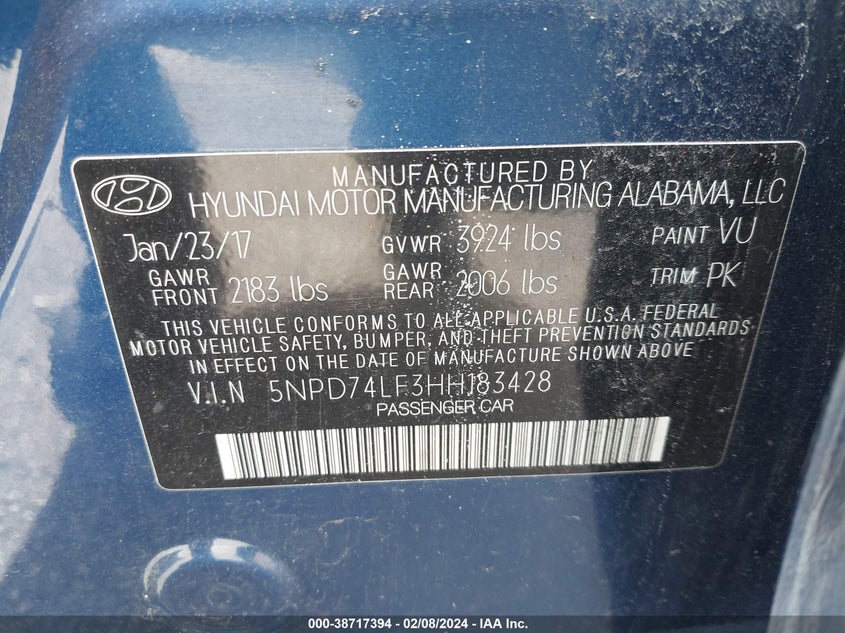 MANUFACTURED BY
HYUNDAI MOTOR MANUFACTURING ALABAMA, LLC
Jan/23/17 GVWR 3924 lbs PAINT VU
GAWR FRONT 2183 lbs GAWR REAR 2006 lbs TRIM PK
THIS VEHICLE CONFORMS TO ALL APPLICABLE U.S.A. FEDERAL
MOTOR VEHICLE SAFETY, BUMPER, AND THEFT PREVENTION STANDARDS
IN EFFECT ON THE DATE OF MANUFACTURE SHOWN ABOVE
V.I.N 5NPD74LF3HH183428
PASSENGER CAR
000-38717394 - 02/08/2024 - IAA Inc.